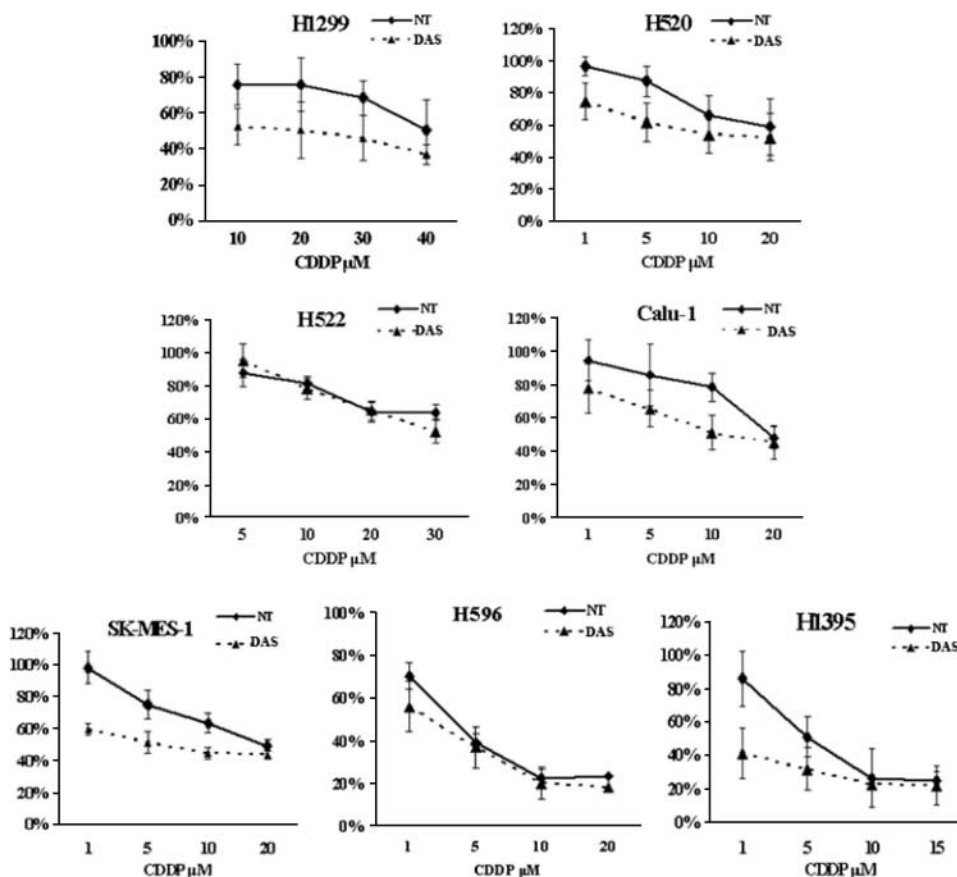 H1299
NT
DAS
100%
80%
60%
40%
20%
0%
10 20 30 40
CDDP μM
H520
NT
DAS
120%
100%
80%
60%
40%
20%
0%
1 5 10 20
CDDP μM
H522
NT
DAS
120%
100%
80%
60%
40%
20%
0%
5 10 20 30
CDDP μM
Calu-1
NT
DAS
120%
100%
80%
60%
40%
20%
0%
1 5 10 20
CDDP μM
SK-MES-1
NT
DAS
120%
100%
80%
60%
40%
20%
0%
1 5 10 20
CDDP μM
H596
NT
DAS
100%
80%
60%
40%
20%
0%
1 5 10 20
CDDP μM
H1395
NT
DAS
120%
100%
80%
60%
40%
20%
0%
1 5 10 15
CDDP μM